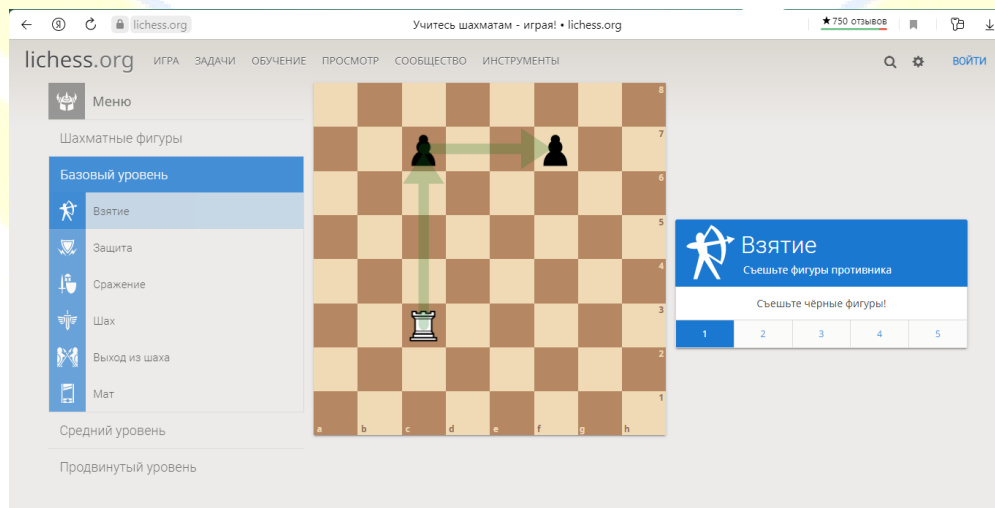 Я lichess.org Учитесь шахматам - играя! • lichess.org ★750 отзывов
lichess.org ИГРА ЗАДАЧИ ОБУЧЕНИЕ ПРОСМОТР СООБЩЕСТВО ИНСТРУМЕНТЫ ВОЙТИ
Меню
Шахматные фигуры
Базовый уровень
Взятие
Защита
Сражение
Шах
Выход из шаха
Мат
Средний уровень
Продвинутый уровень
8
7
6
5
4
3
2
1
a b c d e f g h
Взятие
Съешьте фигуры противника
Съешьте чёрные фигуры!
1 2 3 4 5